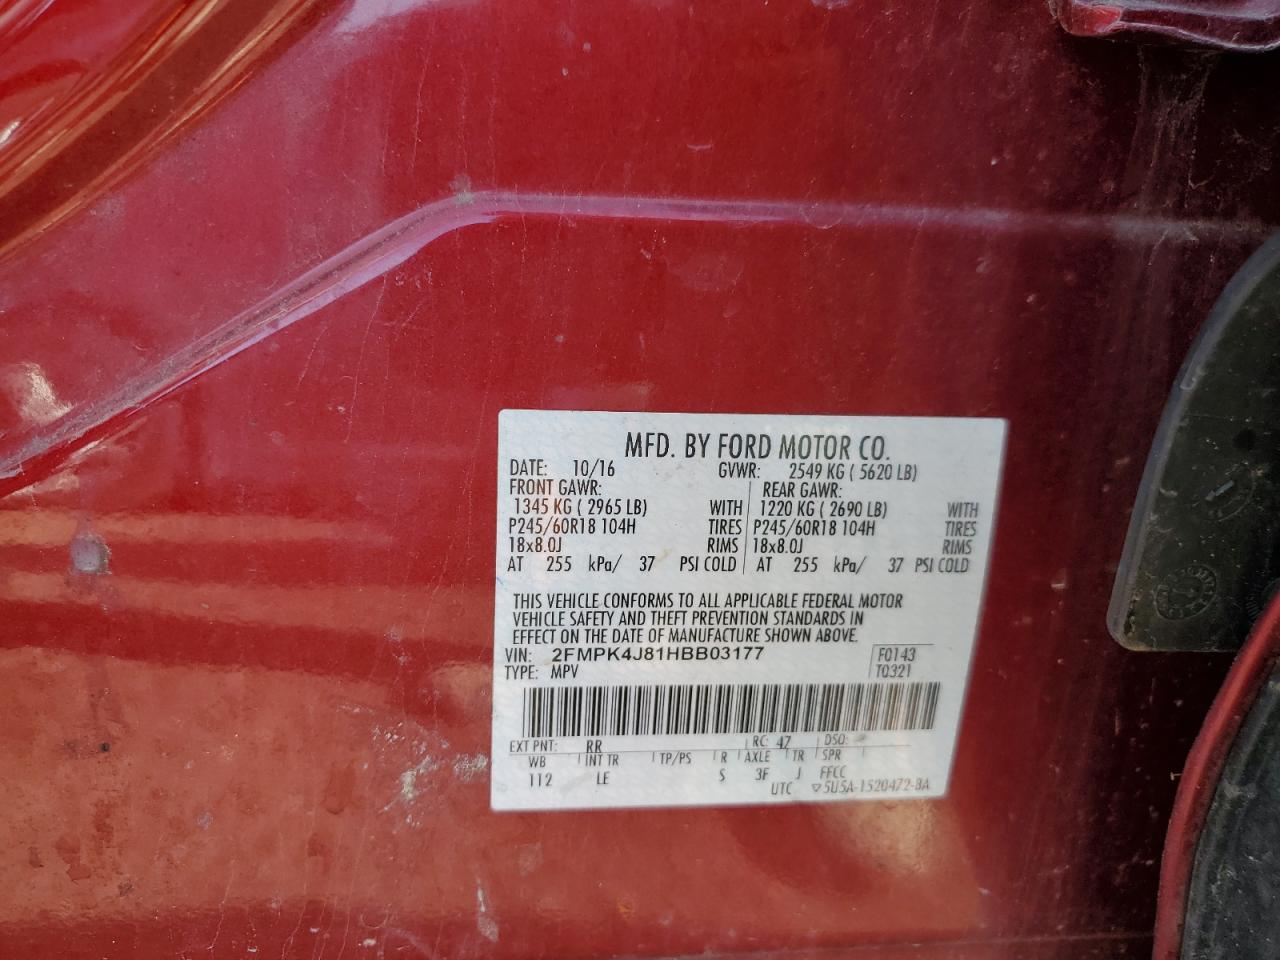 MFD. BY FORD MOTOR CO.
DATE: 10/16 GVWR: 2549 KG ( 5620 LB)
FRONT GAWR: REAR GAWR:
1345 KG ( 2965 LB) WITH 1220 KG ( 2690 LB) WITH
P245/60R18 104H TIRES P245/60R18 104H TIRES
18x8.0J RIMS 18x8.0J RIMS
AT 255 kPa/ 37 PSI COLD AT 255 kPa/ 37 PSI COLD
THIS VEHICLE CONFORMS TO ALL APPLICABLE FEDERAL MOTOR
VEHICLE SAFETY AND THEFT PREVENTION STANDARDS IN
EFFECT ON THE DATE OF MANUFACTURE SHOWN ABOVE.
VIN: 2FMPK4J81HBB03177 F0143
TYPE: MPV T0321
EXT PNT: RR RC: 47 DSO:
WB INT TR TP/PS R AXLE TR SPR
112 LE S 3F J FFCC
UTC ▽5U5A-1520472-BA